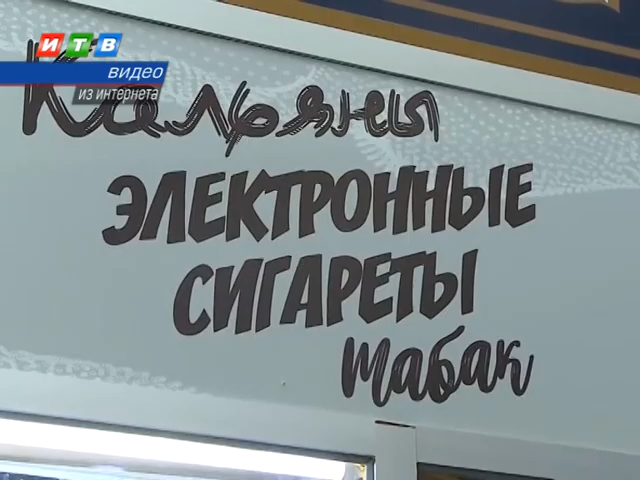 ИТВ
ВИДЕО
ИЗ ИНТЕРНЕТА
Кальяны
ЭЛЕКТРОННЫЕ
СИГАРЕТЫ
табак